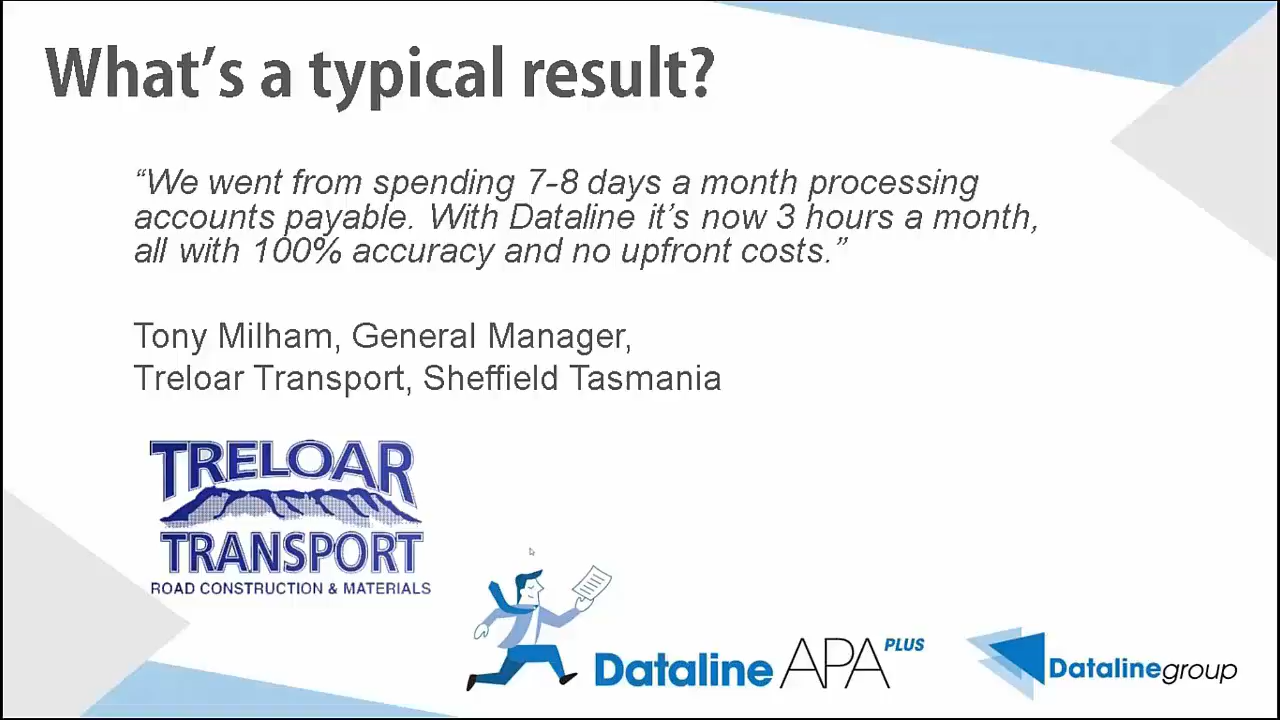 What's a typical result?
“We went from spending 7-8 days a month processing
accounts payable. With Dataline it's now 3 hours a month,
all with 100% accuracy and no upfront costs.”
Tony Milham, General Manager,
Treloar Transport, Sheffield Tasmania
TRELOAR
TRANSPORT
ROAD CONSTRUCTION & MATERIALS
Dataline APA PLUS
Datalinegroup